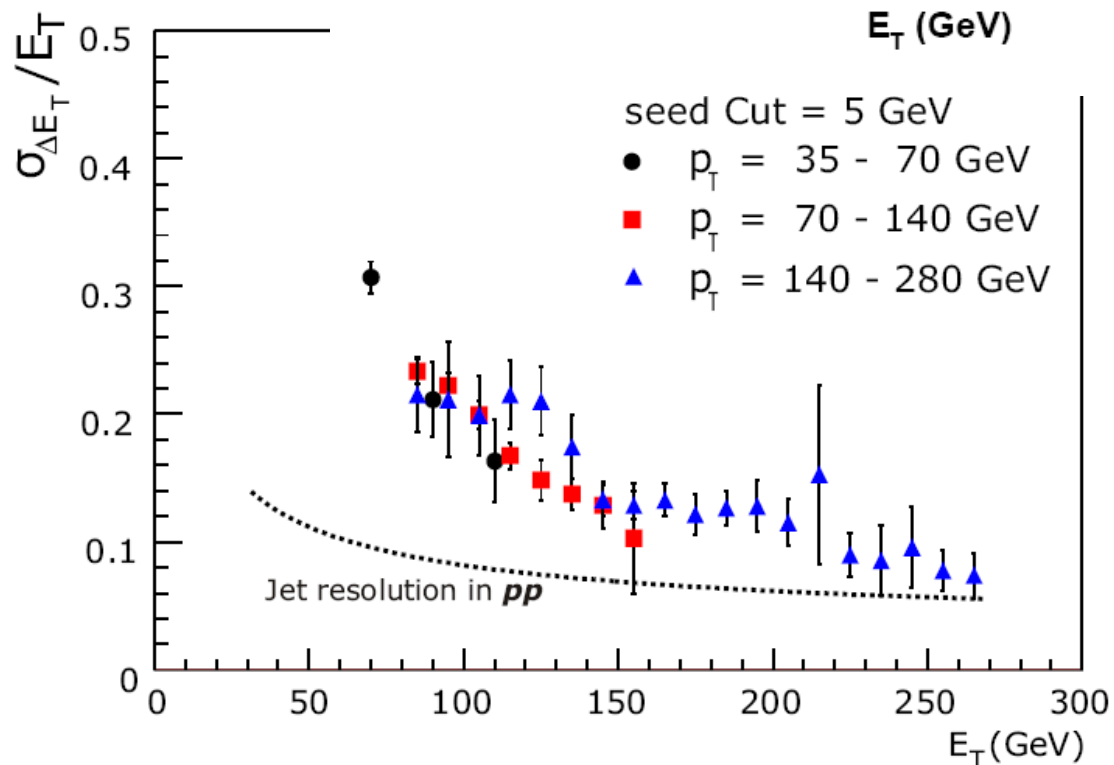 E_T (GeV)
σ_ΔE_T /E_T
0.5
0.4
0.3
0.2
0.1
0
seed Cut = 5 GeV
p_T = 35 - 70 GeV
p_T = 70 - 140 GeV
p_T = 140 - 280 GeV
Jet resolution in pp
0 50 100 150 200 250 300
E_T (GeV)